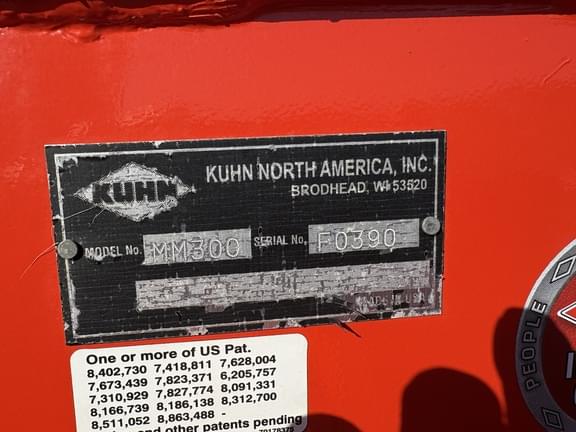 KUHN
KUHN NORTH AMERICA, INC.
BRODHEAD, WI 53520
MODEL No. MM300 SERIAL No. F0390
MADE IN USA
One or more of US Pat.
8,402,730 7,418,811 7,628,004
7,673,439 7,823,371 6,205,757
7,310,929 7,827,774 8,091,331
8,166,739 8,186,138 8,312,700
8,511,052 8,863,488 -
and other patents pending
PEOPLE